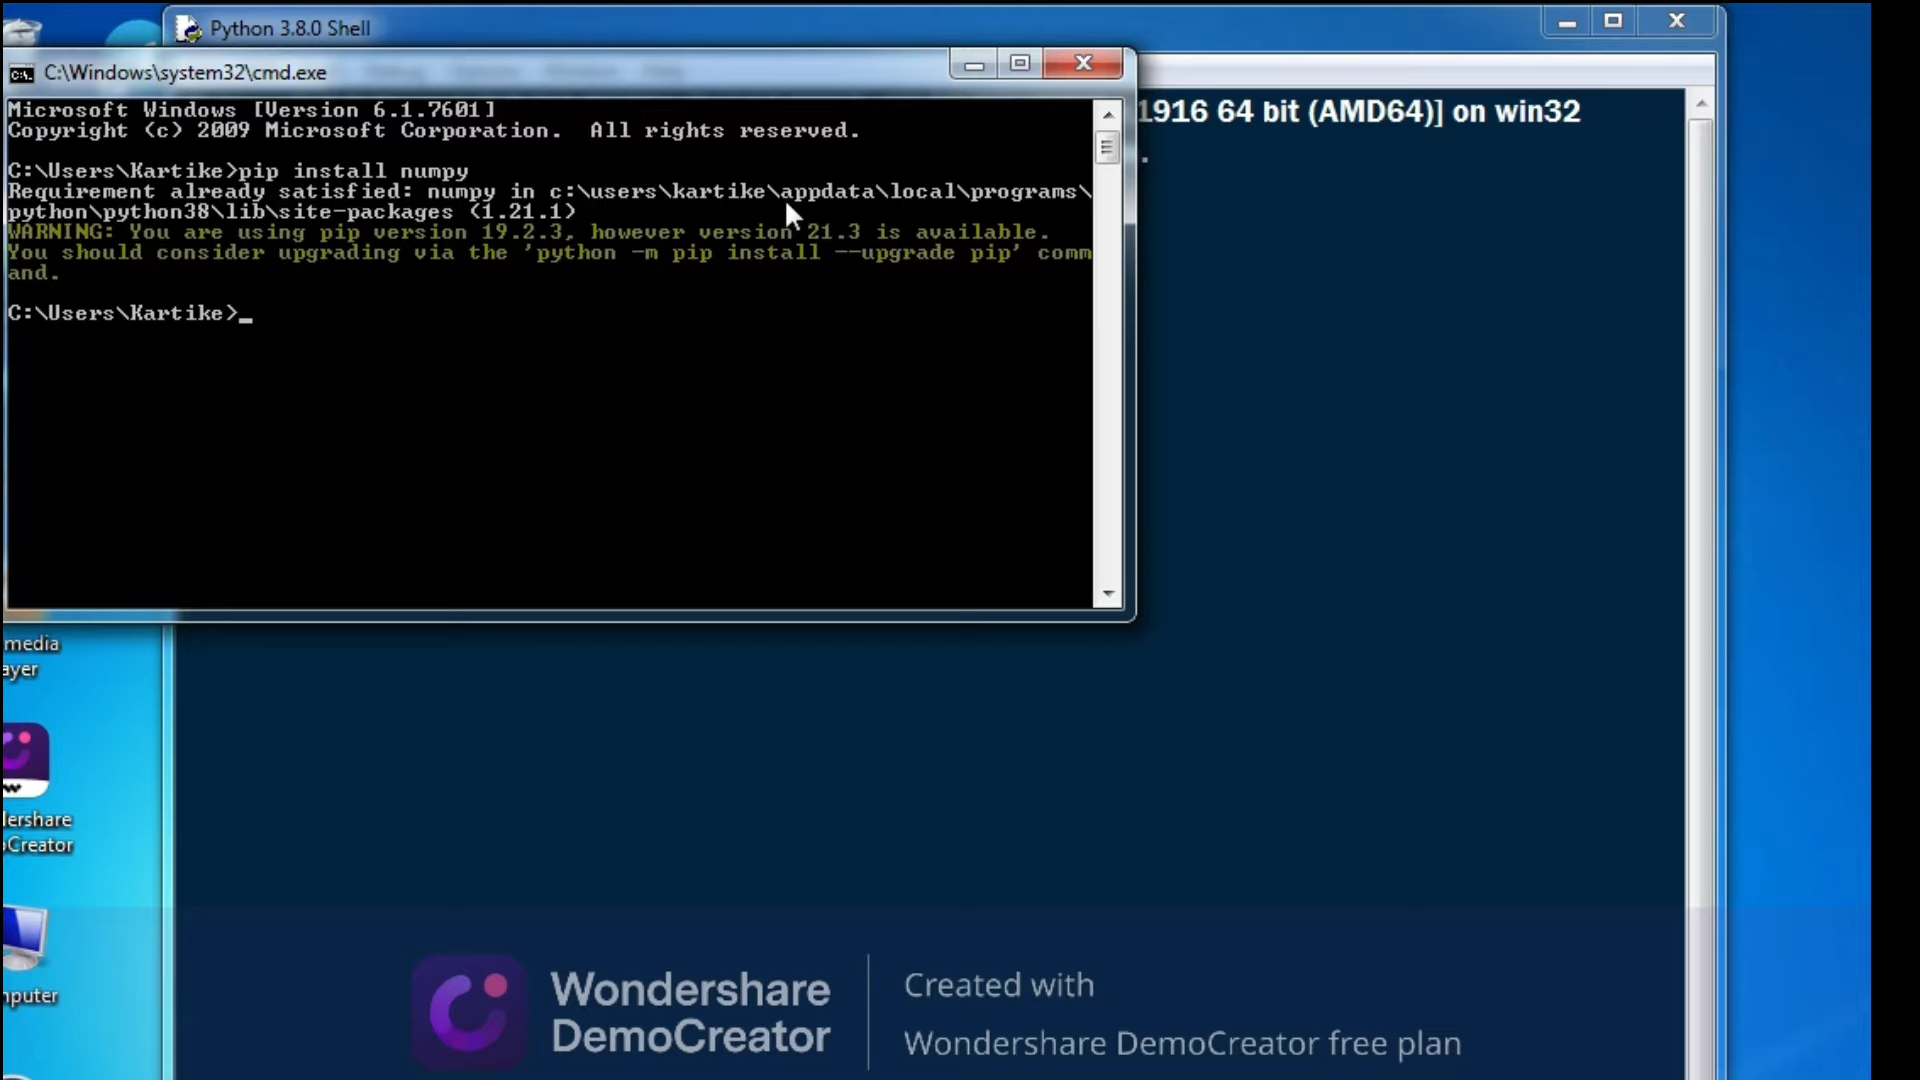 Python 3.8.0 Shell
C:\Windows\system32\cmd.exe
Microsoft Windows [Version 6.1.7601]
Copyright (c) 2009 Microsoft Corporation.  All rights reserved.
1916 64 bit (AMD64)] on win32
C:\Users\Kartike>pip install numpy
Requirement already satisfied: numpy in c:\users\kartike\appdata\local\programs\
python\python38\lib\site-packages (1.21.1)
WARNING: You are using pip version 19.2.3, however version 21.3 is available.
You should consider upgrading via the 'python -m pip install --upgrade pip' comm
and.
C:\Users\Kartike>_
media
ayer
lershare
oCreator
nputer
Wondershare
DemoCreator
Created with
Wondershare DemoCreator free plan